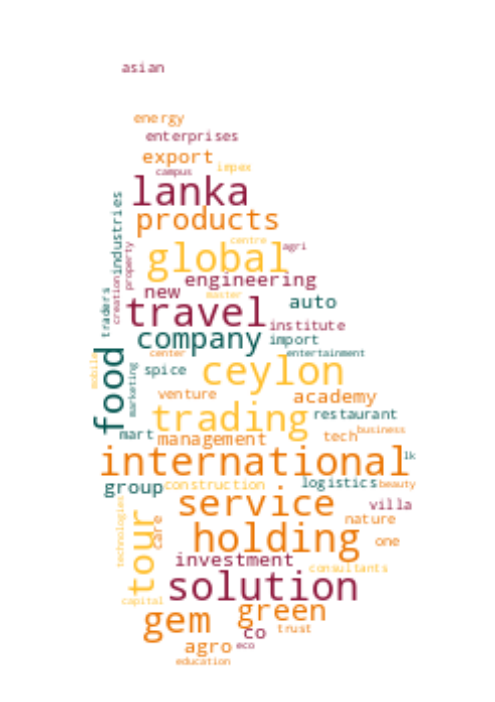 asian
energy
enterprises
export
impex
campus
lanka
industries
products
centre
agri
property
global
engineering
creation
new
master
traders
auto
travel
institute
company
import
center
entertainment
mobile
food
marketing
spice
ceylon
venture
academy
trading
restaurant
mart
management
tech
business
international
lk
group
construction
logistics
beauty
service
villa
technologies
tour
care
nature
holding
one
investment
consultants
solution
capital
gem
green
co
trust
agro
eco
education